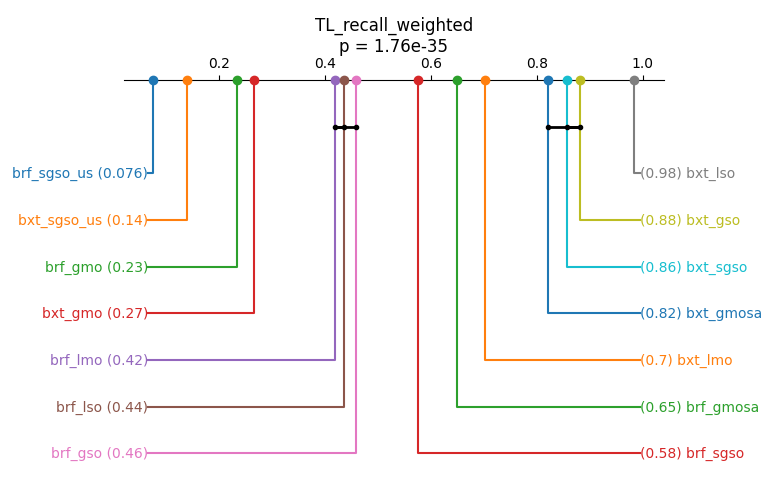 TL_recall_weighted
p = 1.76e-35
0.2 0.4 0.6 0.8 1.0
brf_sgso_us (0.076) (0.98) bxt_lso
bxt_sgso_us (0.14) (0.88) bxt_gso
brf_gmo (0.23) (0.86) bxt_sgso
bxt_gmo (0.27) (0.82) bxt_gmosa
brf_lmo (0.42) (0.7) bxt_lmo
brf_lso (0.44) (0.65) brf_gmosa
brf_gso (0.46) (0.58) brf_sgso